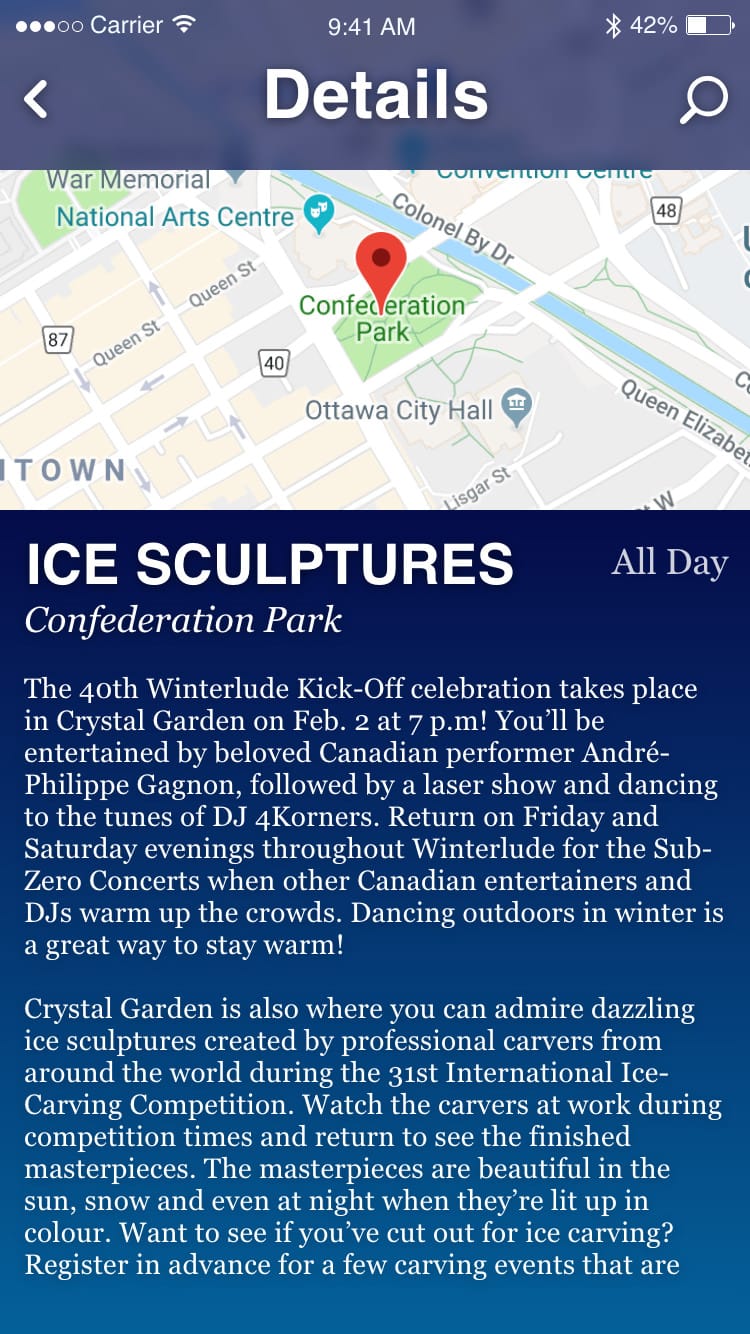 Carrier 9:41 AM 42%
Details
War Memorial
Convention Centre
National Arts Centre
Colonel By Dr
48
Queen St
Confederation
Park
87
Queen St
40
Ottawa City Hall
Queen Elizabet
TOWN
Lisgar St
W
ICE SCULPTURES All Day
Confederation Park
The 40th Winterlude Kick-Off celebration takes place
in Crystal Garden on Feb. 2 at 7 p.m! You’ll be
entertained by beloved Canadian performer André-
Philippe Gagnon, followed by a laser show and dancing
to the tunes of DJ 4Korners. Return on Friday and
Saturday evenings throughout Winterlude for the Sub-
Zero Concerts when other Canadian entertainers and
DJs warm up the crowds. Dancing outdoors in winter is
a great way to stay warm!
Crystal Garden is also where you can admire dazzling
ice sculptures created by professional carvers from
around the world during the 31st International Ice-
Carving Competition. Watch the carvers at work during
competition times and return to see the finished
masterpieces. The masterpieces are beautiful in the
sun, snow and even at night when they’re lit up in
colour. Want to see if you’ve cut out for ice carving?
Register in advance for a few carving events that are